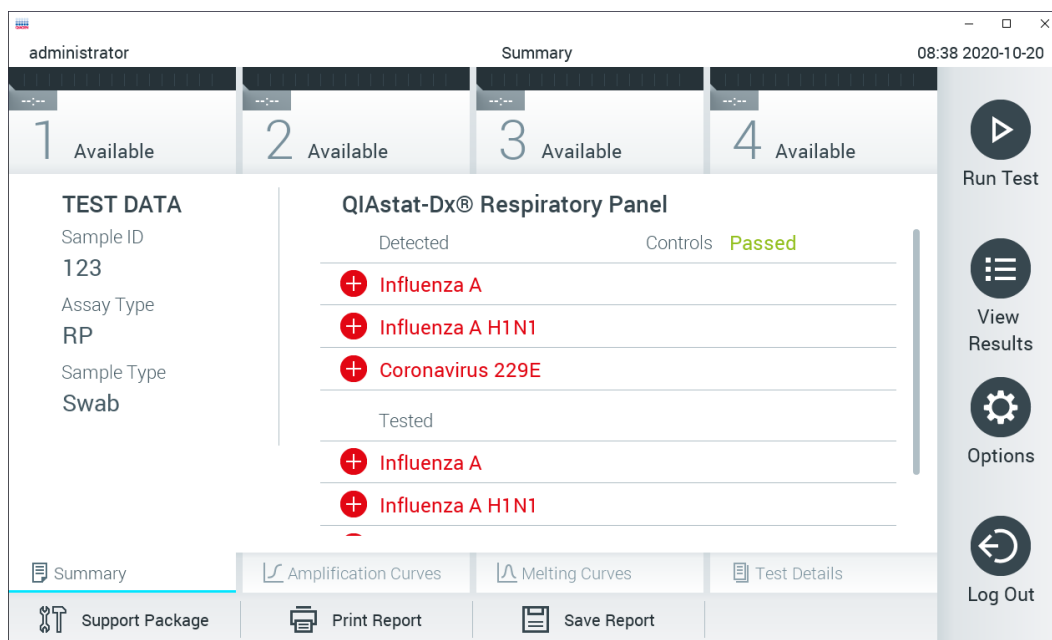 administrator Summary 08:38 2020-10-20
--:-- --:-- --:-- --:--
1 Available 2 Available 3 Available 4 Available
Run Test
TEST DATA
Sample ID
123
Assay Type
RP
Sample Type
Swab
QIAstat-Dx® Respiratory Panel
Detected Controls Passed
Influenza A
Influenza A H1N1
Coronavirus 229E
Tested
Influenza A
Influenza A H1N1
View
Results
Options
Log Out
Summary Amplification Curves Melting Curves Test Details
Support Package Print Report Save Report